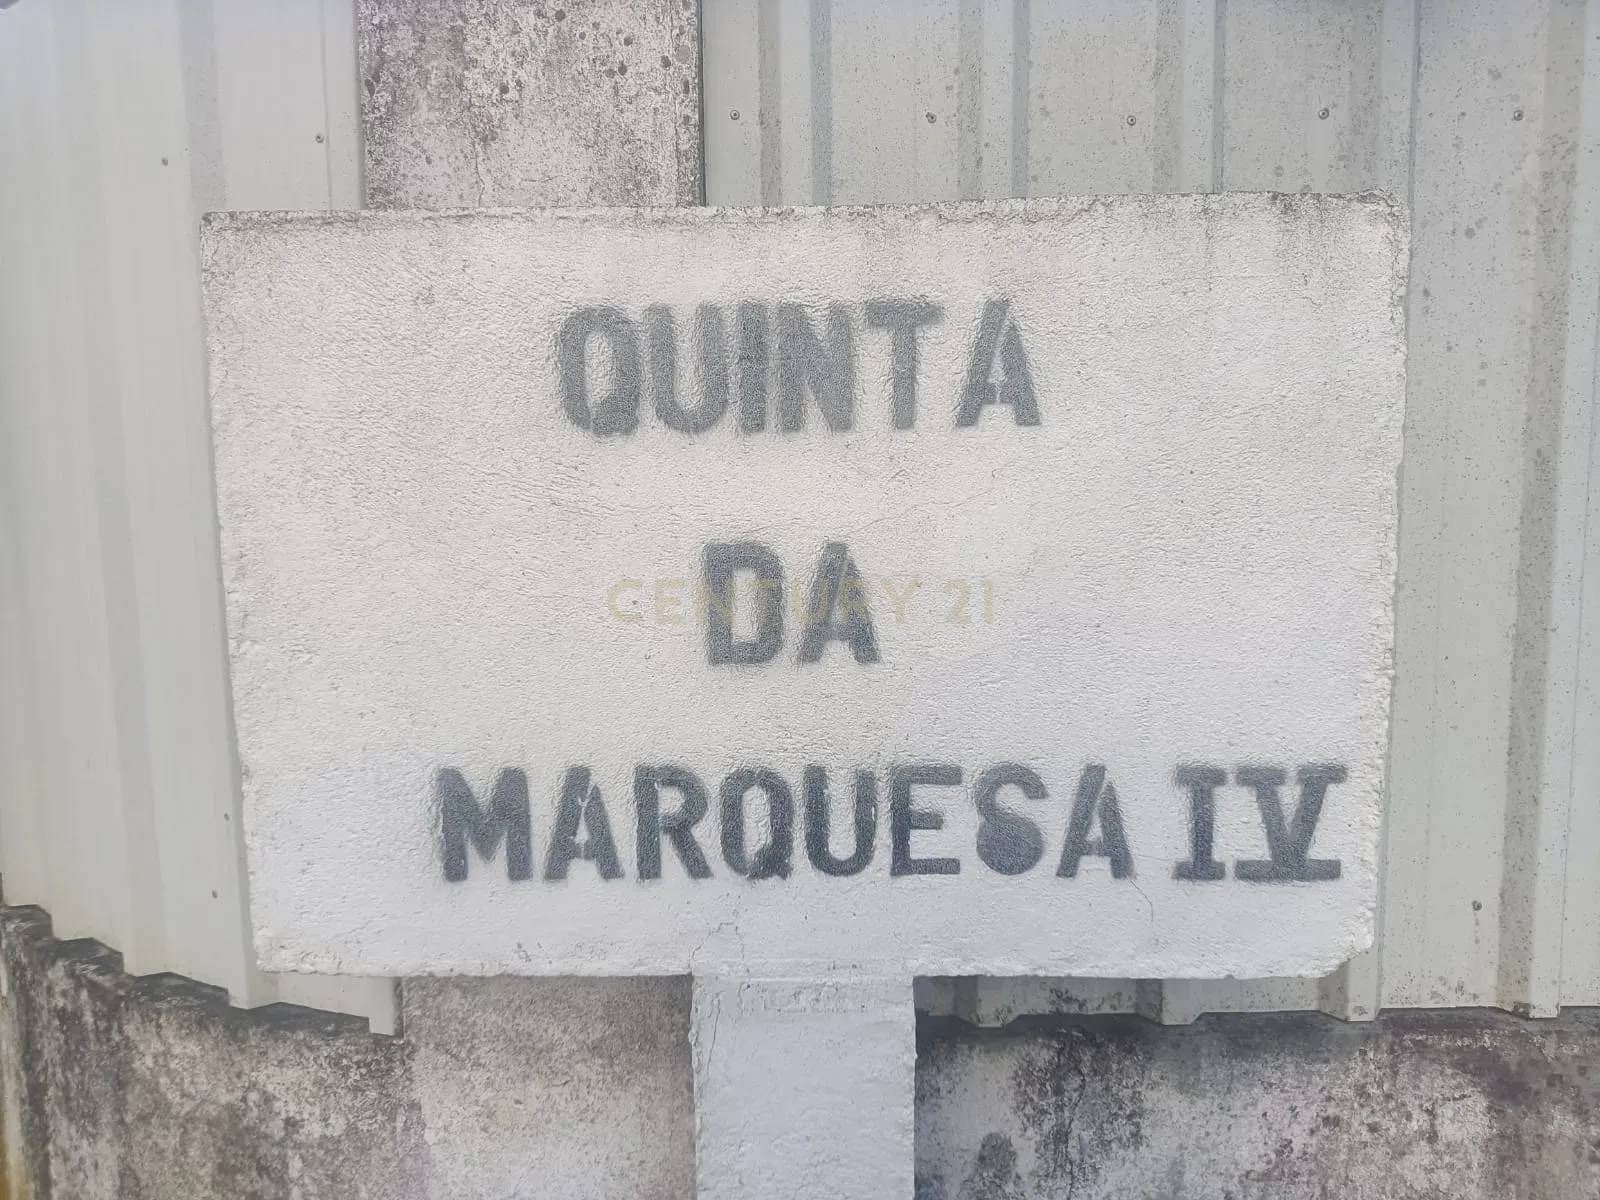 QUINTA
DA
CENTURY 21
MARQUESA IV